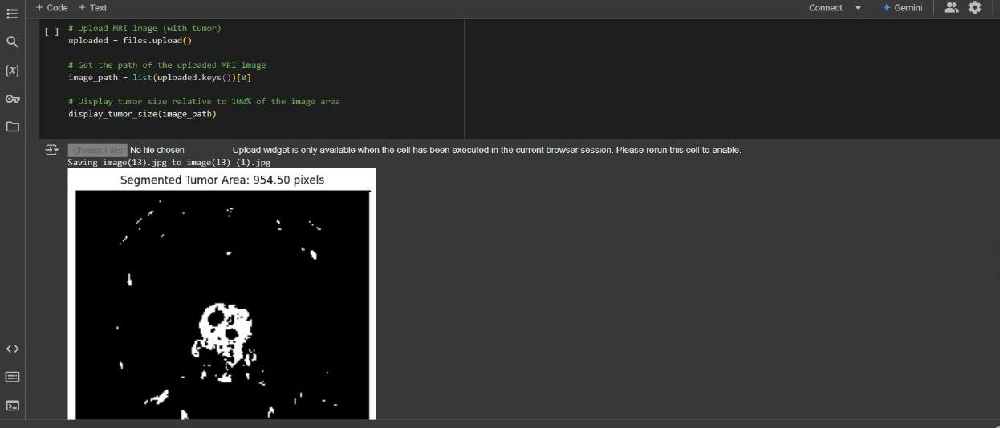 + Code + Text
Connect
Gemini
{x}
[ ]
# Upload MRI image (with tumor)
uploaded = files.upload()
# Get the path of the uploaded MRI image
image_path = list(uploaded.keys())[0]
# Display tumor size relative to 100% of the image area
display_tumor_size(image_path)
Choose Files No file chosen Upload widget is only available when the cell has been executed in the current browser session. Please rerun this cell to enable.
Saving image(13).jpg to image(13) (1).jpg
Segmented Tumor Area: 954.50 pixels